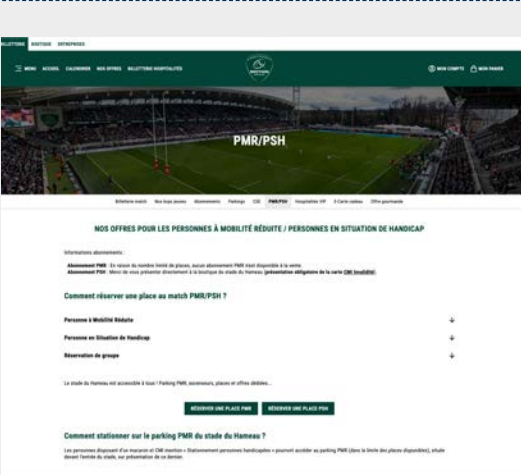 BILLETTERIE BOUTIQUE ENTREPRISES
MENU ACCUEIL CALENDRIER NOS OFFRES BILLETTERIE HOSPITALITÉS MON COMPTE MON PANIER
PMR/PSH
Billetterie match Nos tops jeunes Abonnements Parkings CSE PMR/PSH Hospitalités VIP E-Carte cadeau Offre gourmande
NOS OFFRES POUR LES PERSONNES À MOBILITÉ RÉDUITE / PERSONNES EN SITUATION DE HANDICAP
Informations abonnements :
Abonnement PMR : En raison du nombre limité de places, aucun abonnement PMR n'est disponible à la vente
Abonnement PSH : Merci de vous présenter directement à la boutique du stade du Hameau (présentation obligatoire de la carte CMI Invalidité).
Comment réserver une place au match PMR/PSH ?
Personne à Mobilité Réduite
Personne en Situation de Handicap
Réservation de groupe
Le stade du Hameau est accessible à tous ! Parking PMR, ascenseurs, places et offres dédiées...
RÉSERVER UNE PLACE PMR RÉSERVER UNE PLACE PSH
Comment stationner sur le parking PMR du stade du Hameau ?
Les personnes disposant d'un macaron et CMI mention « Stationnement personnes handicapées » pourront accéder au parking PMR (dans la limite des places disponibles), située
devant l'entrée du stade, sur présentation de ce dernier.